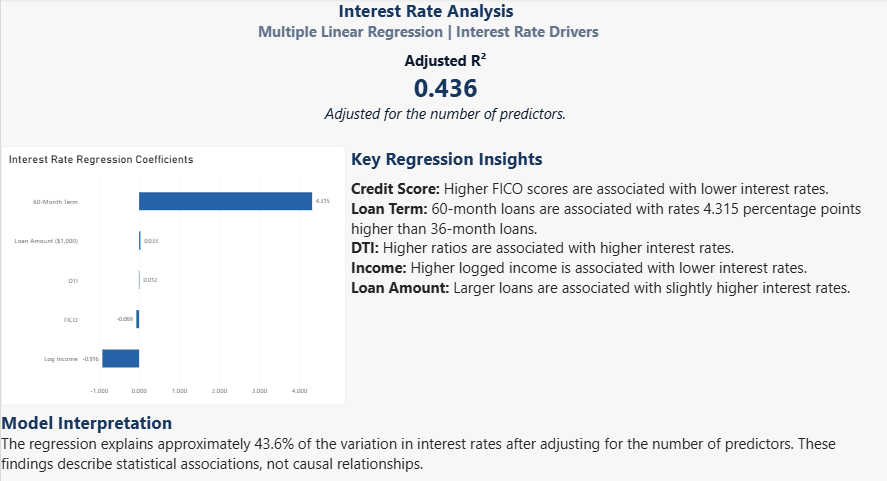 Interest Rate Analysis
Multiple Linear Regression | Interest Rate Drivers
Adjusted R²
0.436
Adjusted for the number of predictors.
Interest Rate Regression Coefficients
60-Month Term
4.315
Loan Amount ($1,000)
0.033
DTI
0.012
FICO
-0.069
Log Income
-0.916
-1.000 0.000 1.000 2.000 3.000 4.000
Key Regression Insights
Credit Score: Higher FICO scores are associated with lower interest rates.
Loan Term: 60-month loans are associated with rates 4.315 percentage points
higher than 36-month loans.
DTI: Higher ratios are associated with higher interest rates.
Income: Higher logged income is associated with lower interest rates.
Loan Amount: Larger loans are associated with slightly higher interest rates.
Model Interpretation
The regression explains approximately 43.6% of the variation in interest rates after adjusting for the number of predictors. These
findings describe statistical associations, not causal relationships.